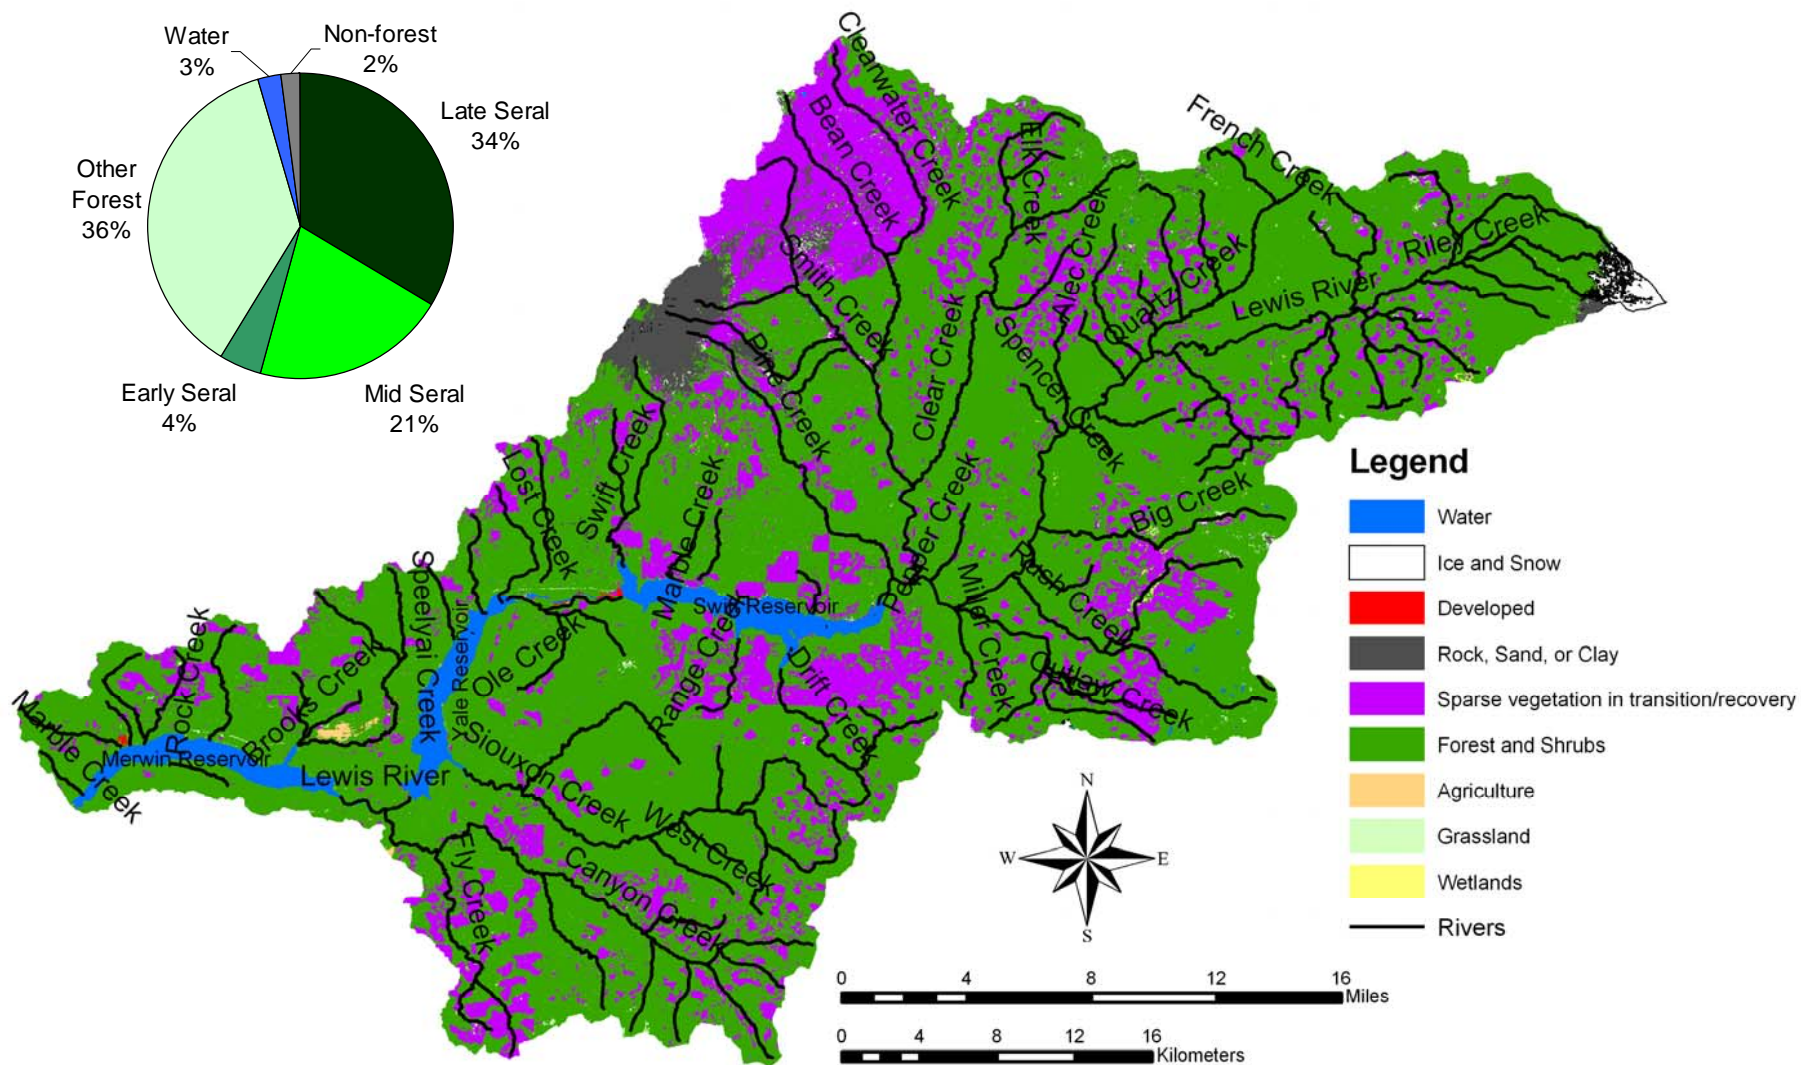 Water
3%
Non-forest
2%
Late Seral
34%
Other
Forest
36%
Early Seral
4%
Mid Seral
21%
Clearwater Creek
Bean Creek
Elk Creek
French Creek
Smith Creek
Alec Creek
Quartz Creek
Riley Creek
Lewis River
Pine Creek
Clear Creek
Spencer Creek
Lost Creek
Swift Creek
Marble Creek
Pepper Creek
Big Creek
Rush Creek
Miller Creek
Outlaw Creek
Swift Reservoir
Range Creek
Drift Creek
Speelyai Creek
Yale Reservoir
Ole Creek
Rock Creek
Brooks Creek
Marble Creek
Merwin Reservoir
Lewis River
Siouxon Creek
West Creek
Fly Creek
Canyon Creek
Legend
Water
Ice and Snow
Developed
Rock, Sand, or Clay
Sparse vegetation in transition/recovery
Forest and Shrubs
Agriculture
Grassland
Wetlands
Rivers
N
W
E
S
0 4 8 12 16
Miles
0 4 8 12 16
Kilometers